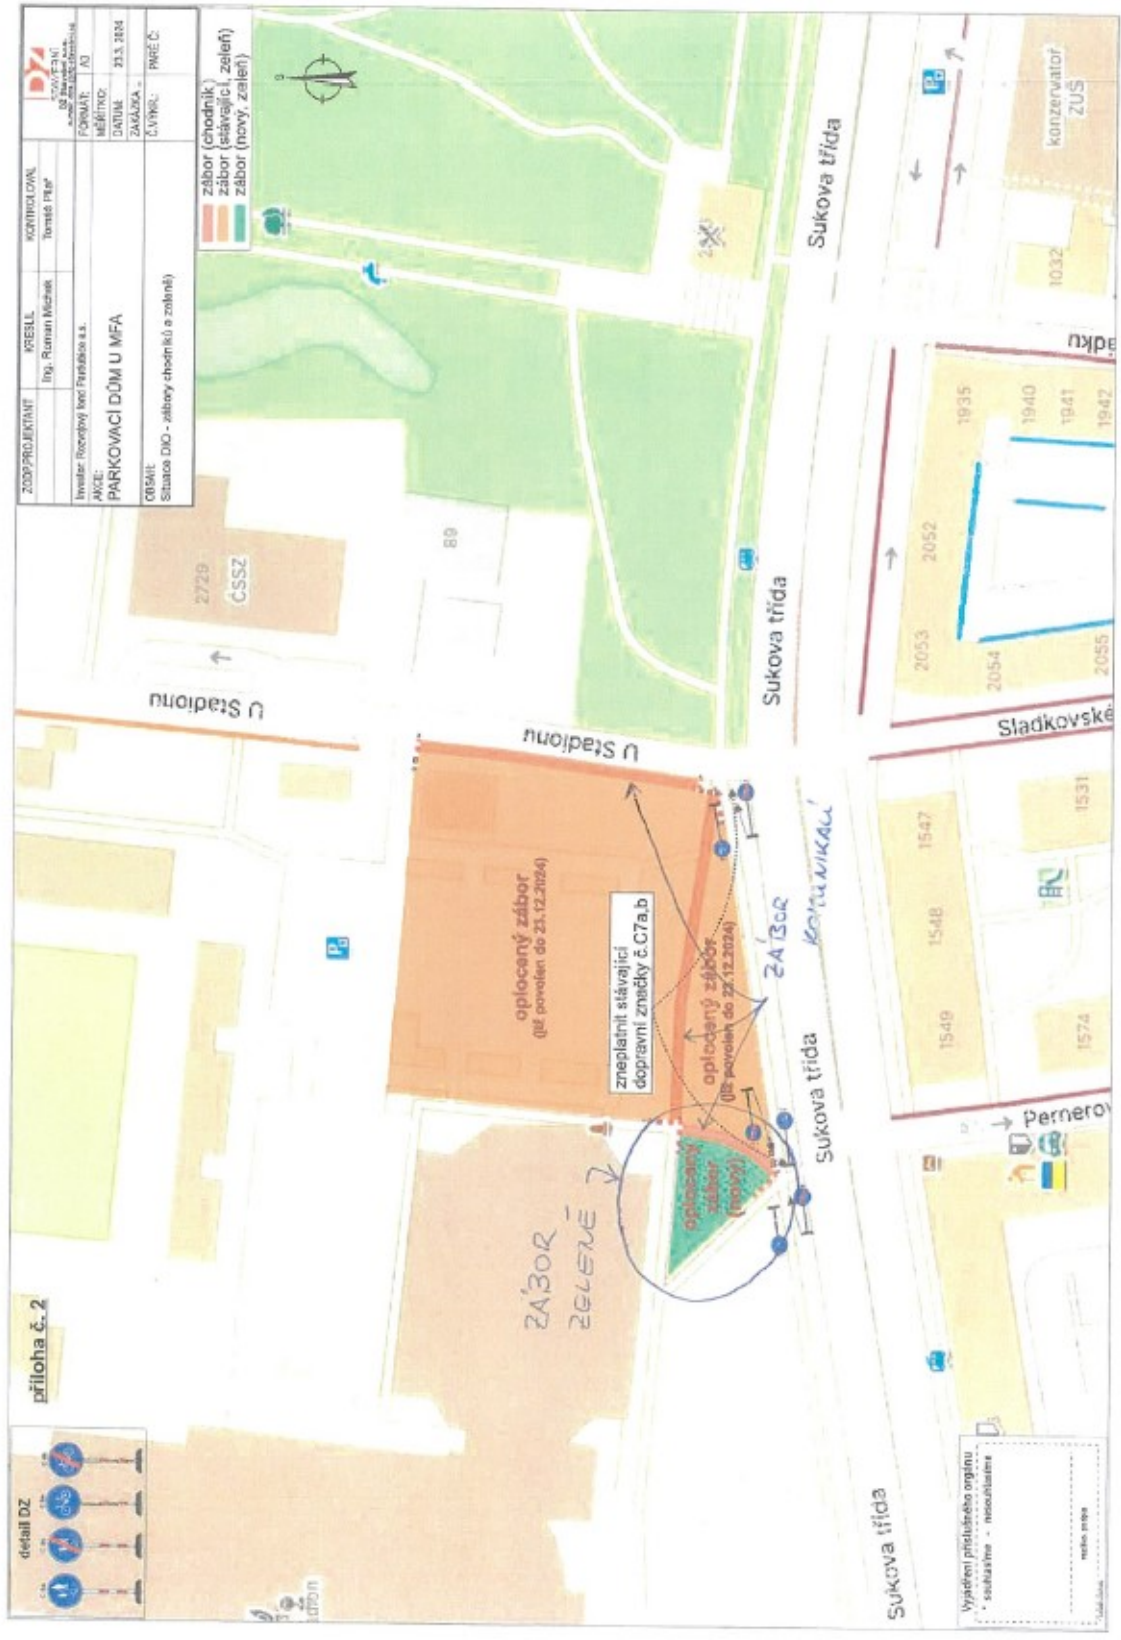 příloha č. 2
detail DZ
ZODP.PROJEKTANT
KRESLIL
KONTROLOVAL
Ing. Roman Michek
Investor: Rozvojový fond Pardubice a.s.
AKCE:
PARKOVACÍ DŮM U MFA
OBSAH:
Situace DIO - zábory chodníků a zeleně)
FORMÁT:
A3
MĚŘÍTKO:
DATUM:
23.3. 2024
ZAKÁZKA
Č.VÝKR.:
PARÉ Č:
zábor (chodník)
zábor (stávající, zeleň)
zábor (nový, zeleň)
S
2729
ČSSZ
89
U Stadionu
U Stadionu
oplocený zábor
(již povolen do 23.12.2024)
zneplatnit stávající
dopravní značky č.C7a,b
oplocený zábor
(již povolen do 23.12.2024)
oplocený
zábor
(nový)
ZÁBOR
ZELENĚ
ZÁBOR
KOMUNIKACÍ
Sukova třída
Sukova třída
Sukova třída
Sukova třída
konzervatoř
ZUŠ
1032
1935
1940
1941
1942
2052
2053
2054
2055
Sladkovské
1531
1547
1548
1549
1574
Pernerov
Vyjádření příslušného orgánu
* souhlasíme - nesouhlasíme